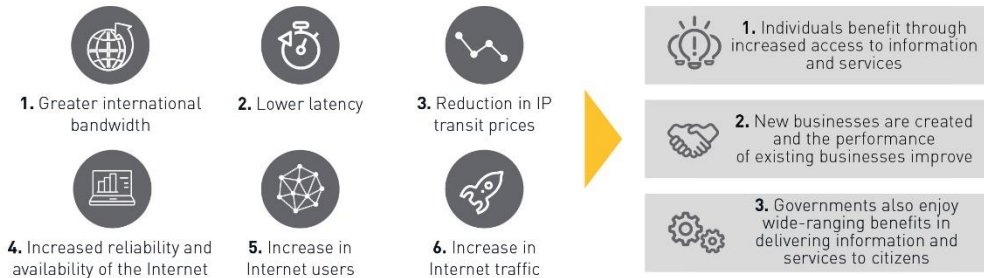 1. Greater international
bandwidth
2. Lower latency
3. Reduction in IP
transit prices
4. Increased reliability and
availability of the Internet
5. Increase in
Internet users
6. Increase in
Internet traffic
1. Individuals benefit through
increased access to information
and services
2. New businesses are created
and the performance
of existing businesses improve
3. Governments also enjoy
wide-ranging benefits in
delivering information and
services to citizens